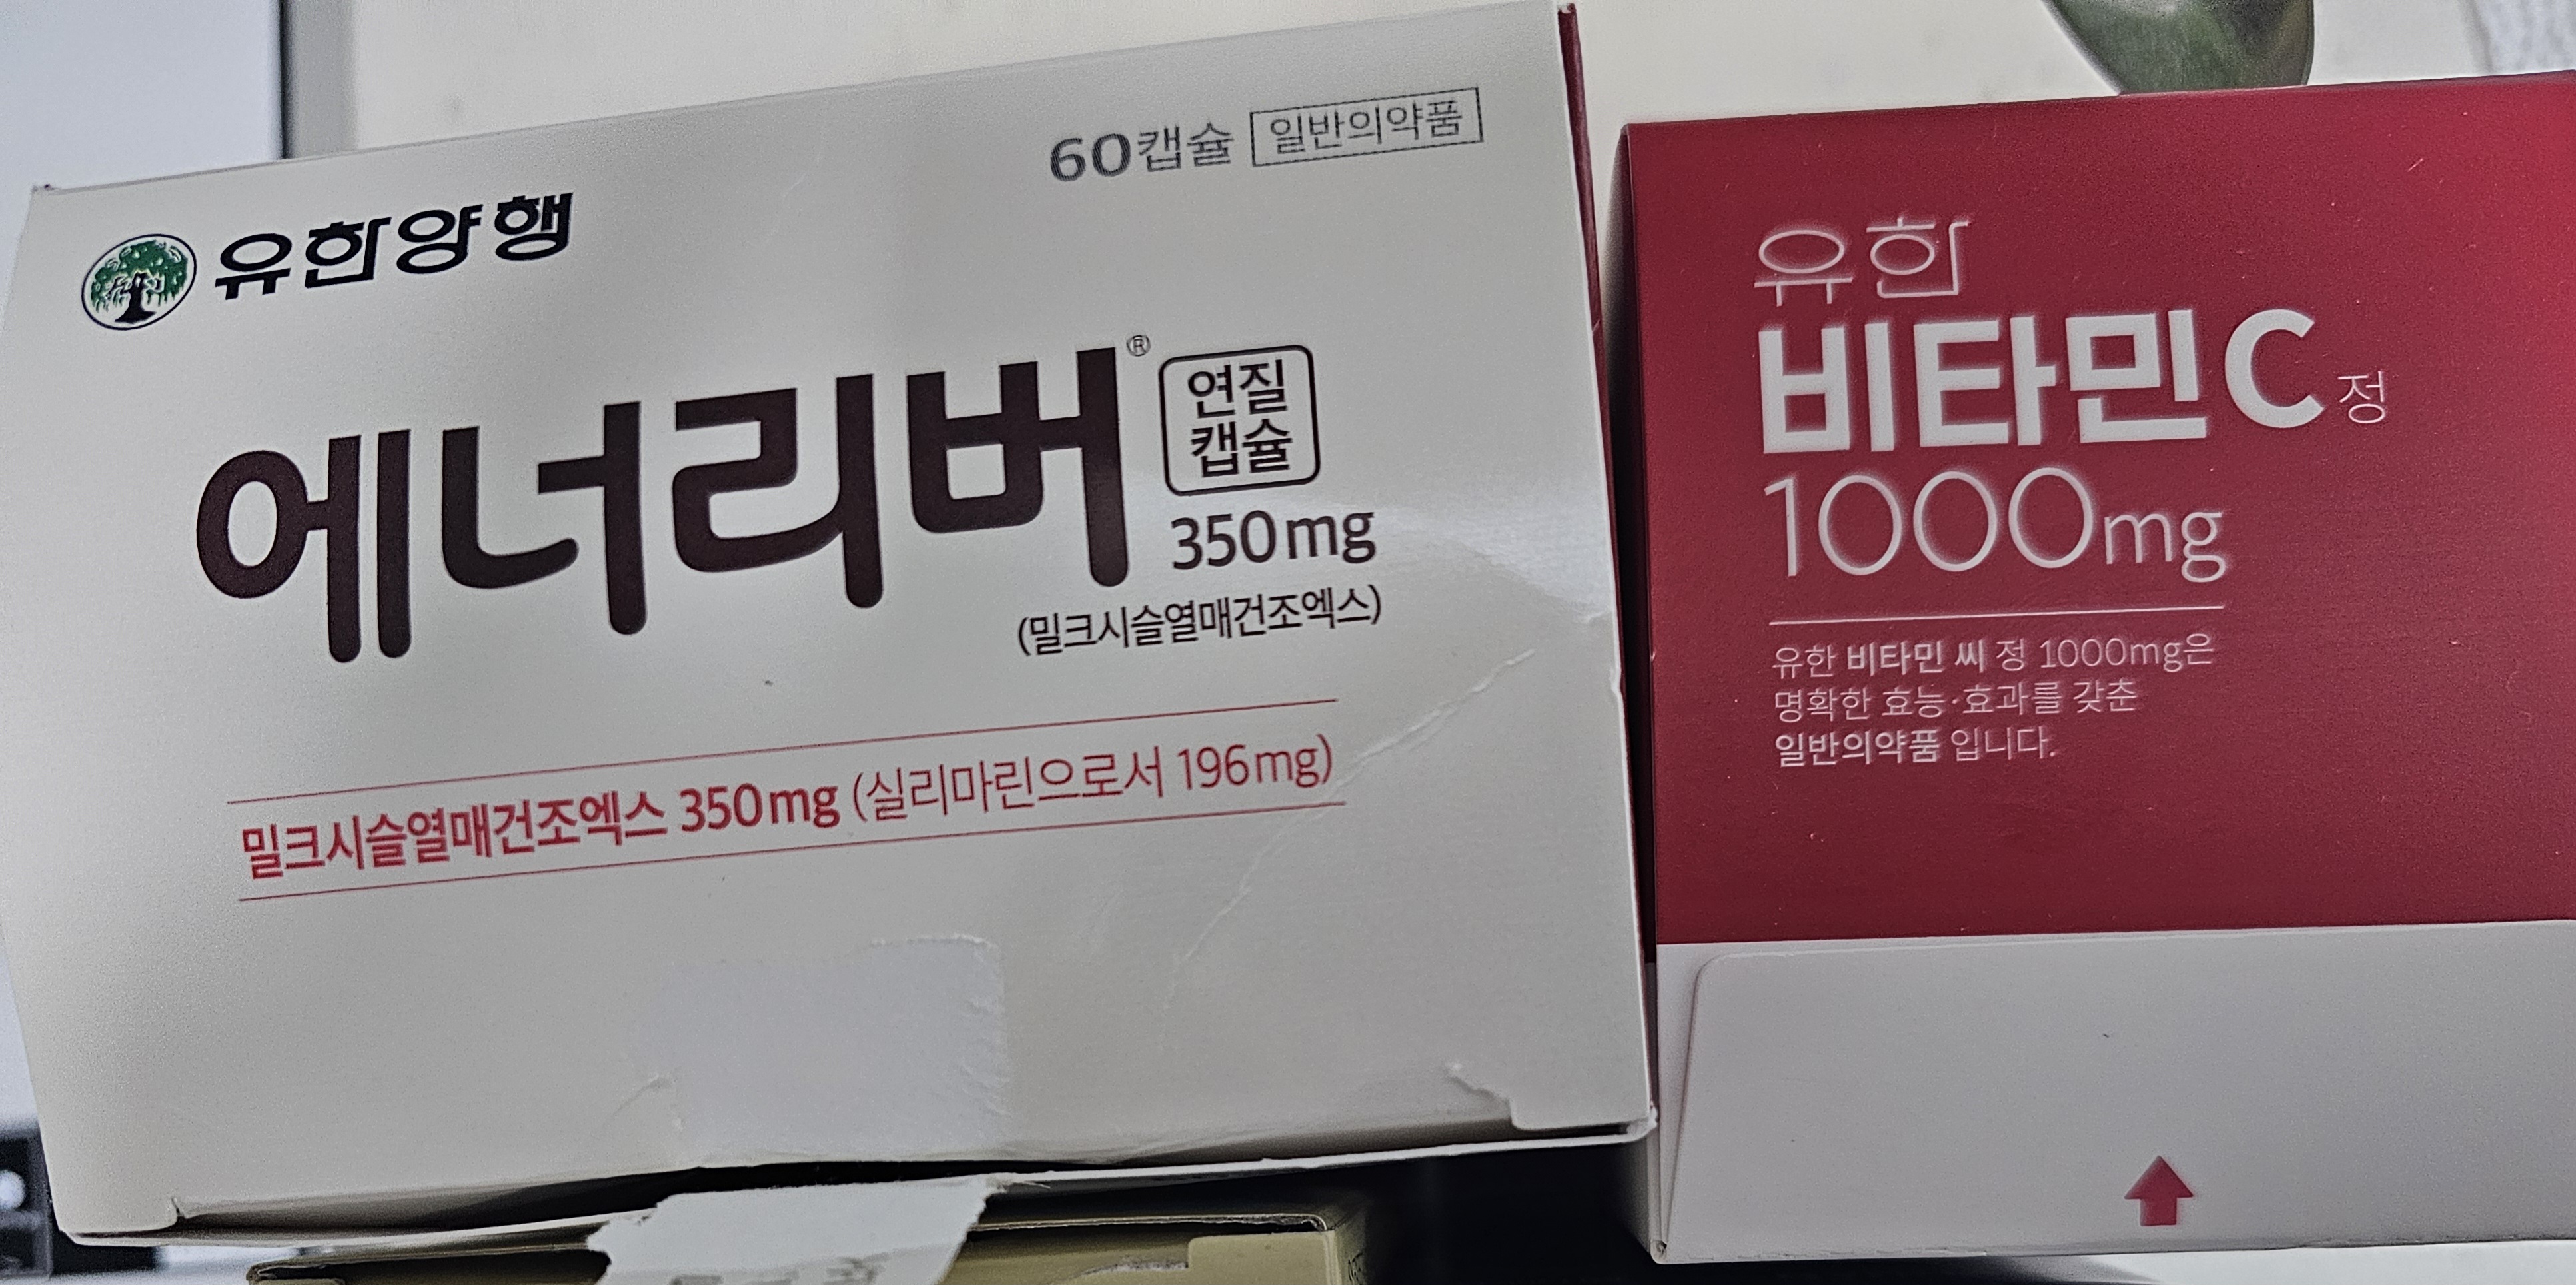 60캡슐 일반의약품
유한양행
에너리버® 연질
캡슐
350mg
(밀크시슬열매건조엑스)
밀크시슬열매건조엑스 350mg (실리마린으로서 196mg)
유한
비타민C정
1000mg
유한 비타민 씨 정 1000mg은
명확한 효능·효과를 갖춘
일반의약품 입니다.